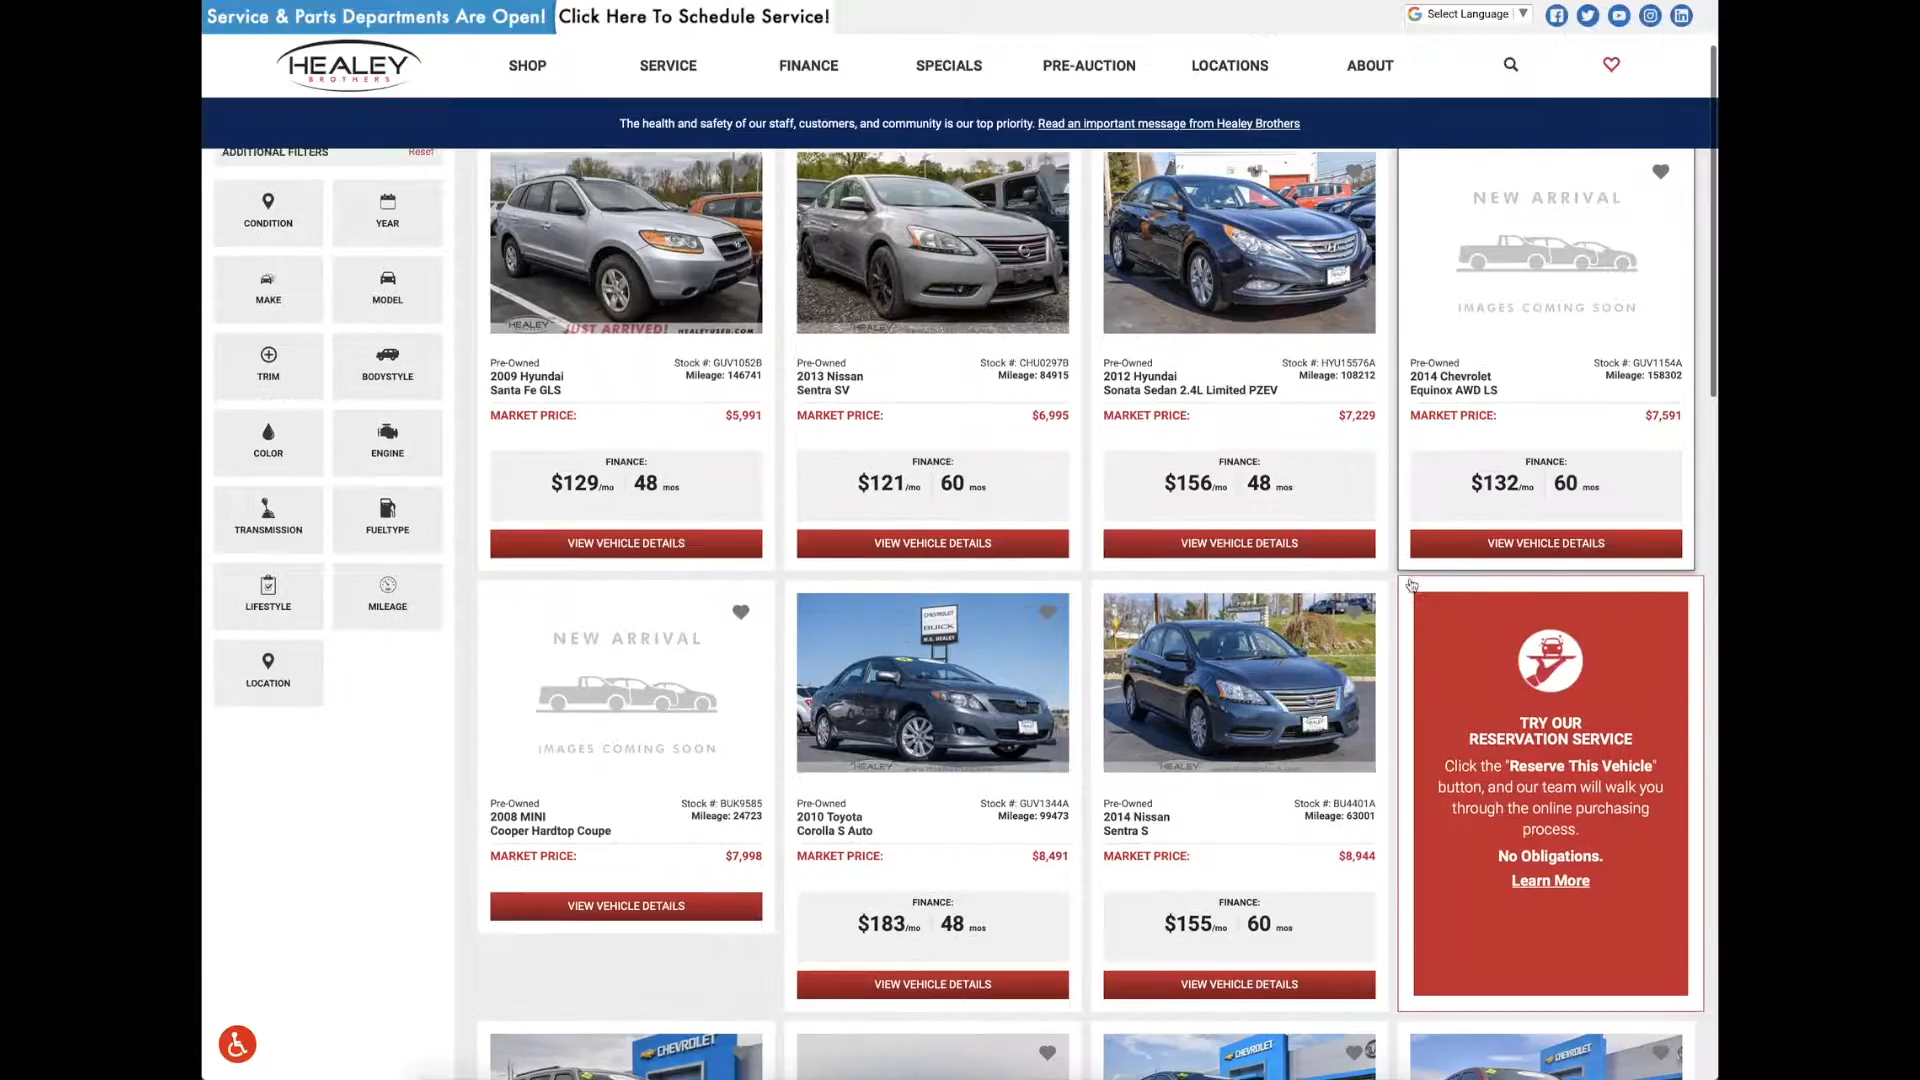 Service & Parts Departments Are Open! Click Here To Schedule Service!
Select Language
HEALEY
BROTHERS
SHOP SERVICE FINANCE SPECIALS PRE-AUCTION LOCATIONS ABOUT
The health and safety of our staff, customers, and community is our top priority. Read an important message from Healey Brothers
ADDITIONAL FILTERS Reset
CONDITION YEAR
MAKE MODEL
TRIM BODYSTYLE
COLOR ENGINE
TRANSMISSION FUELTYPE
LIFESTYLE MILEAGE
LOCATION
HEALEY JUST ARRIVED! HEALEYUSED.COM
Pre-Owned Stock #: GUV1052B
2009 Hyundai Mileage: 146741
Santa Fe GLS
MARKET PRICE: $5,991
FINANCE:
$129/mo 48 mos
VIEW VEHICLE DETAILS
HEALEY
Pre-Owned Stock #: CHU0297B
2013 Nissan Mileage: 84915
Sentra SV
MARKET PRICE: $6,995
FINANCE:
$121/mo 60 mos
VIEW VEHICLE DETAILS
HEALEY
Pre-Owned Stock #: HYU15576A
2012 Hyundai Mileage: 108212
Sonata Sedan 2.4L Limited PZEV
MARKET PRICE: $7,229
FINANCE:
$156/mo 48 mos
VIEW VEHICLE DETAILS
NEW ARRIVAL
IMAGES COMING SOON
Pre-Owned Stock #: GUV1154A
2014 Chevrolet Mileage: 158302
Equinox AWD LS
MARKET PRICE: $7,591
FINANCE:
$132/mo 60 mos
VIEW VEHICLE DETAILS
NEW ARRIVAL
IMAGES COMING SOON
Pre-Owned Stock #: BUK9585
2008 MINI Mileage: 24723
Cooper Hardtop Coupe
MARKET PRICE: $7,998
VIEW VEHICLE DETAILS
CHEVROLET
BUICK
HEALEY
HEALEY
Pre-Owned Stock #: GUV1344A
2010 Toyota Mileage: 99473
Corolla S Auto
MARKET PRICE: $8,491
FINANCE:
$183/mo 48 mos
VIEW VEHICLE DETAILS
HEALEY
HEALEY
Pre-Owned Stock #: BU4401A
2014 Nissan Mileage: 63001
Sentra S
MARKET PRICE: $8,944
FINANCE:
$155/mo 60 mos
VIEW VEHICLE DETAILS
TRY OUR
RESERVATION SERVICE
Click the "Reserve This Vehicle"
button, and our team will walk you
through the online purchasing
process.
No Obligations.
Learn More
CHEVROLET
CHEVROLET
CHEVROLET